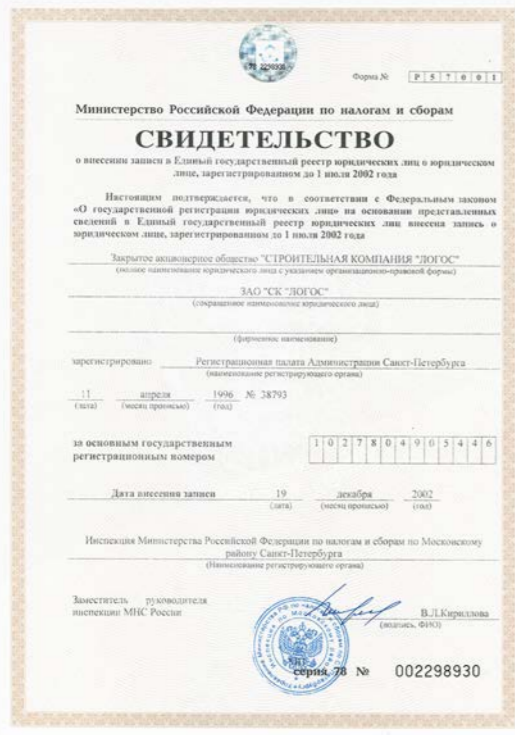 Форма № Р 5 7 0 0 1
Министерство Российской Федерации по налогам и сборам
СВИДЕТЕЛЬСТВО
о внесении записи в Единый государственный реестр юридических лиц о юридическом
лице, зарегистрированном до 1 июля 2002 года
Настоящим подтверждается, что в соответствии с Федеральным законом
«О государственной регистрации юридических лиц» на основании представленных
сведений в Единый государственный реестр юридических лиц внесена запись о
юридическом лице, зарегистрированном до 1 июля 2002 года
Закрытое акционерное общество "СТРОИТЕЛЬНАЯ КОМПАНИЯ "ЛОГОС"
(полное наименование юридического лица с указанием организационно-правовой формы)
ЗАО "СК "ЛОГОС"
(сокращенное наименование юридического лица)
(фирменное наименование)
зарегистрировано Регистрационная палата Администрации Санкт-Петербурга
(наименование регистрирующего органа)
11 апреля 1996 № 38793
(дата) (месяц прописью) (год)
за основным государственным
регистрационным номером 1 0 2 7 8 0 4 9 0 5 4 4 6
Дата внесения записи 19 декабря 2002
(дата) (месяц прописью) (год)
Инспекция Министерства Российской Федерации по налогам и сборам по Московскому
району Санкт-Петербурга
(Наименование регистрирующего органа)
Заместитель руководителя
инспекции МНС России В.Л.Кириллова
(подпись, ФИО)
серия 78 № 002298930